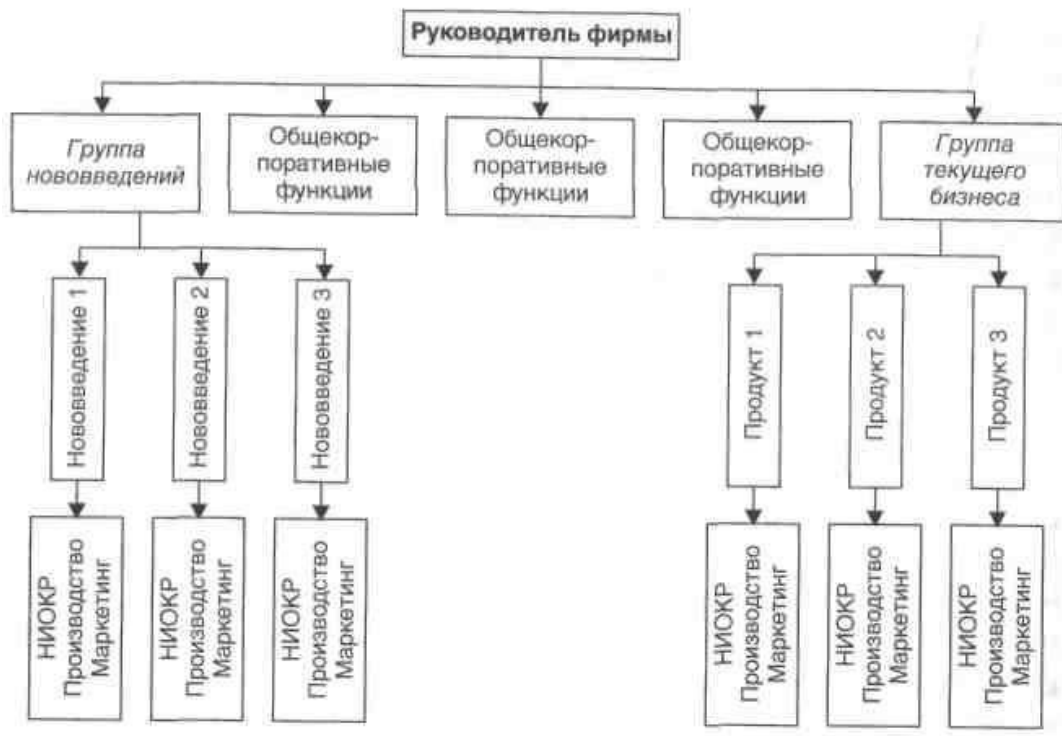 Руководитель фирмы
Группа
нововведений
Общекор-
поративные
функции
Общекор-
поративные
функции
Общекор-
поративные
функции
Группа
текущего
бизнеса
Нововведение 1
Нововведение 2
Нововведение 3
Продукт 1
Продукт 2
Продукт 3
НИОКР
Производство
Маркетинг
НИОКР
Производство
Маркетинг
НИОКР
Производство
Маркетинг
НИОКР
Производство
Маркетинг
НИОКР
Производство
Маркетинг
НИОКР
Производство
Маркетинг